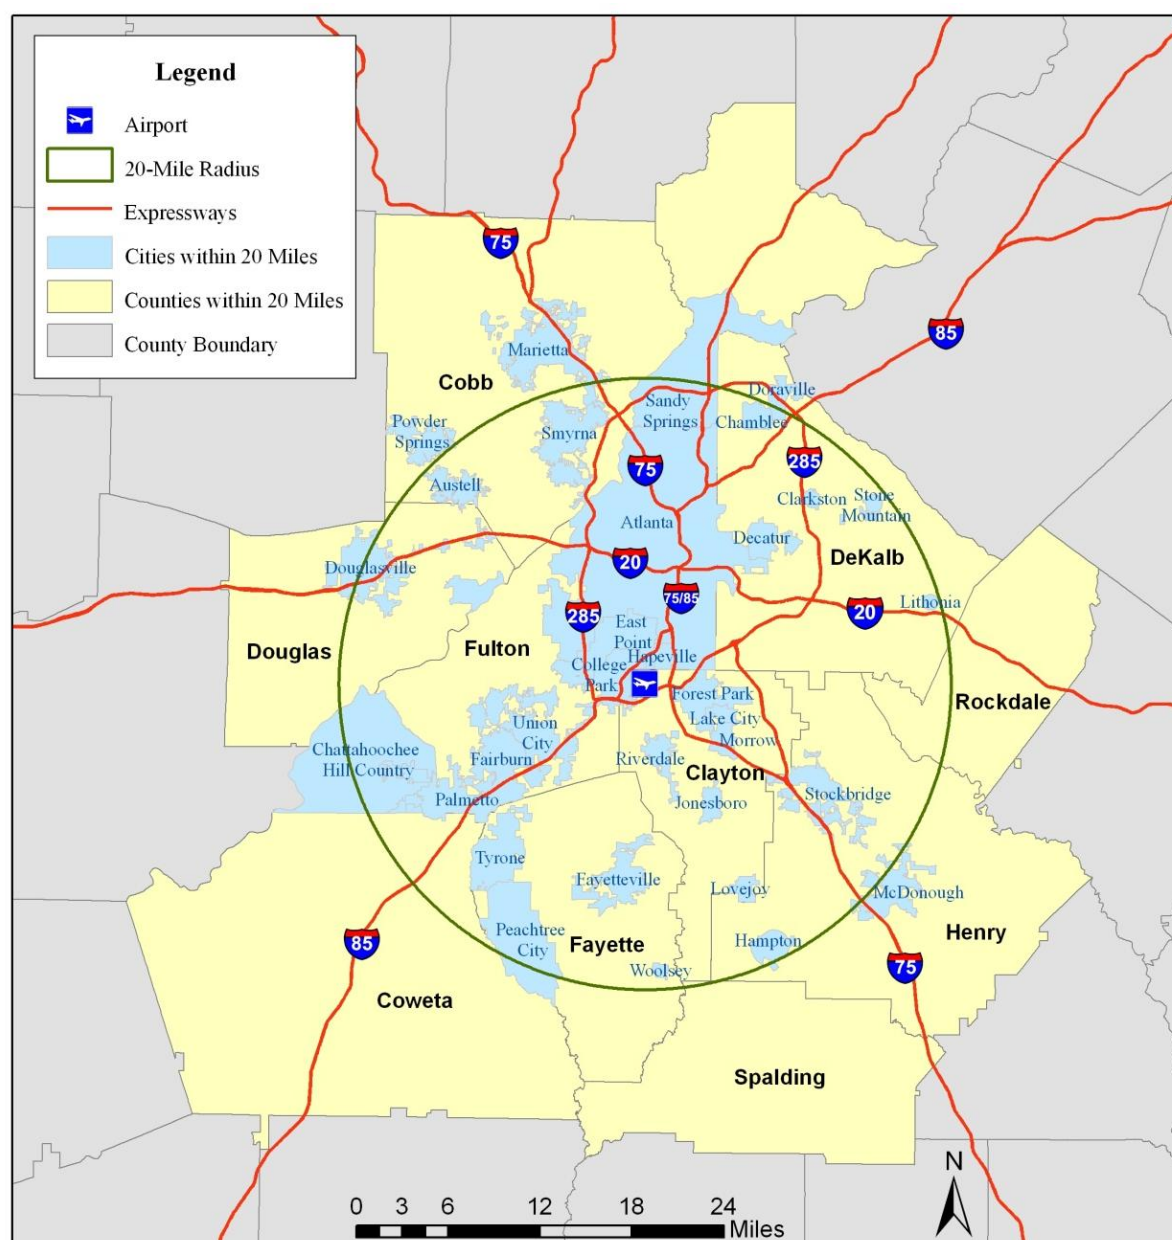 Legend
Airport
20-Mile Radius
Expressways
Cities within 20 Miles
Counties within 20 Miles
County Boundary
75
85
Marietta
Cobb
Doraville
Sandy
Springs
Chamblee
Powder
Springs
Smyrna
75
285
Austell
Clarkston
Stone
Mountain
Atlanta
Decatur
DeKalb
Douglasville
20
75/85
285
20
Lithonia
East
Point
Douglas
Fulton
Hapeville
College
Park
Forest Park
Rockdale
Lake City
Union
City
Morrow
Chattahoochee
Hill Country
Fairburn
Riverdale
Clayton
Palmetto
Jonesboro
Stockbridge
Tyrone
Fayetteville
Lovejoy
McDonough
Peachtree
City
Fayette
Hampton
Henry
85
Woolsey
75
Coweta
Spalding
N
0 3 6 12 18 24
Miles